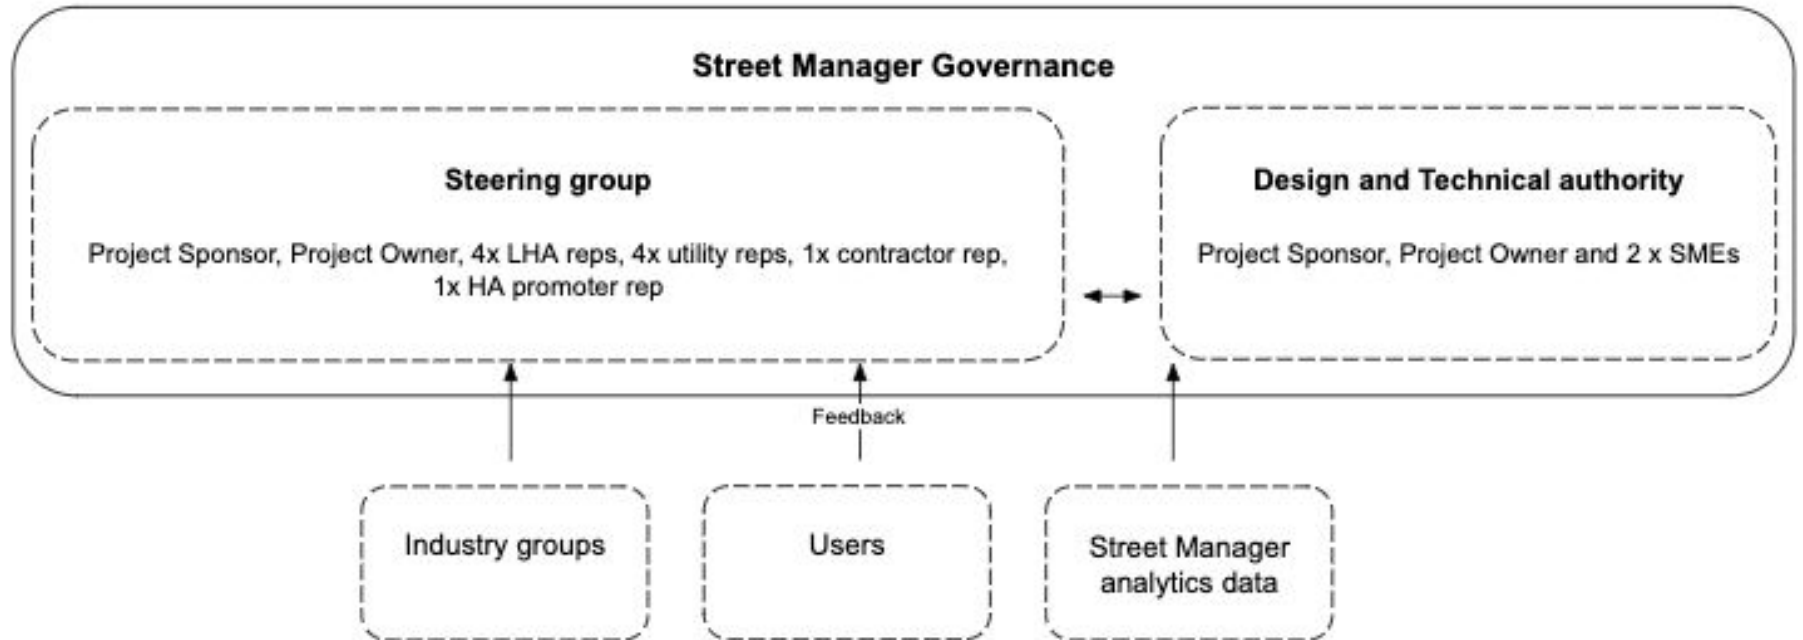 Street Manager Governance
Steering group
Project Sponsor, Project Owner, 4x LHA reps, 4x utility reps, 1x contractor rep,
1x HA promoter rep
Design and Technical authority
Project Sponsor, Project Owner and 2 x SMEs
Feedback
Industry groups
Users
Street Manager
analytics data